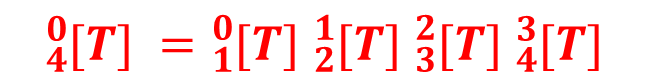 ⁰₄[T] = ⁰₁[T] ¹₂[T] ²₃[T] ³₄[T]